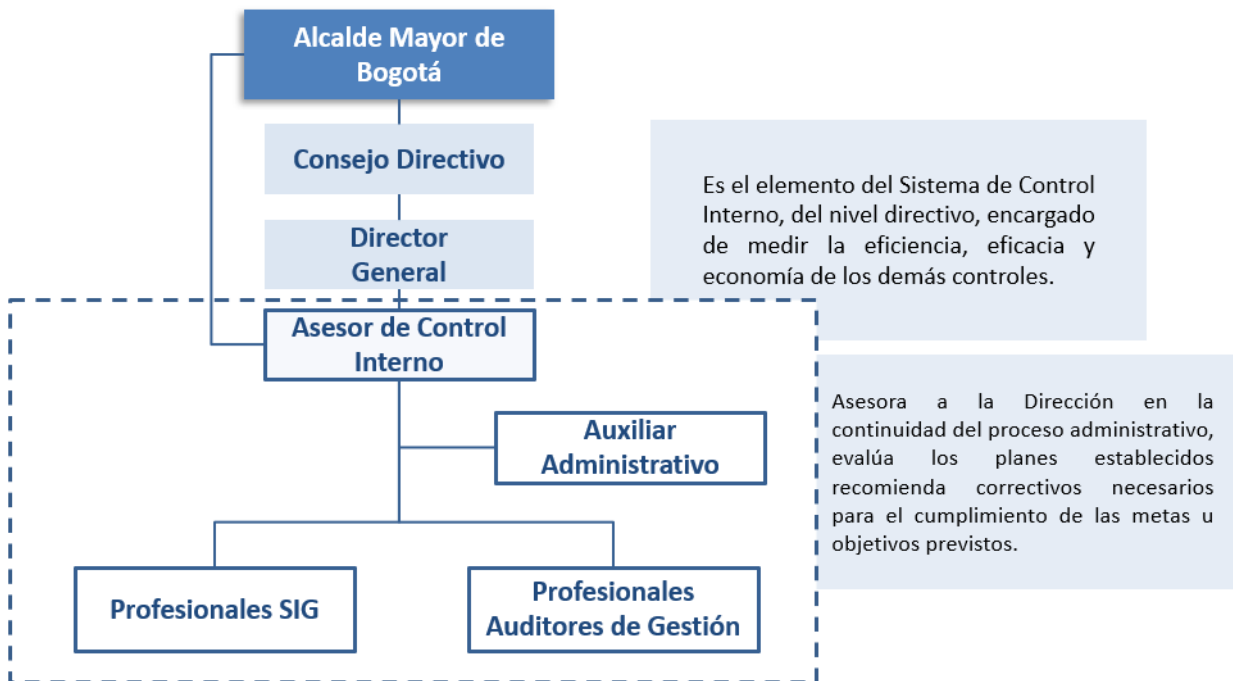 Alcalde Mayor de
Bogotá
Consejo Directivo
Director
General
Es el elemento del Sistema de Control
Interno, del nivel directivo, encargado
de medir la eficiencia, eficacia y
economía de los demás controles.
Asesor de Control
Interno
Asesora a la Dirección en la
continuidad del proceso administrativo,
evalúa los planes establecidos
recomienda correctivos necesarios
para el cumplimiento de las metas u
objetivos previstos.
Auxiliar
Administrativo
Profesionales SIG
Profesionales
Auditores de Gestión